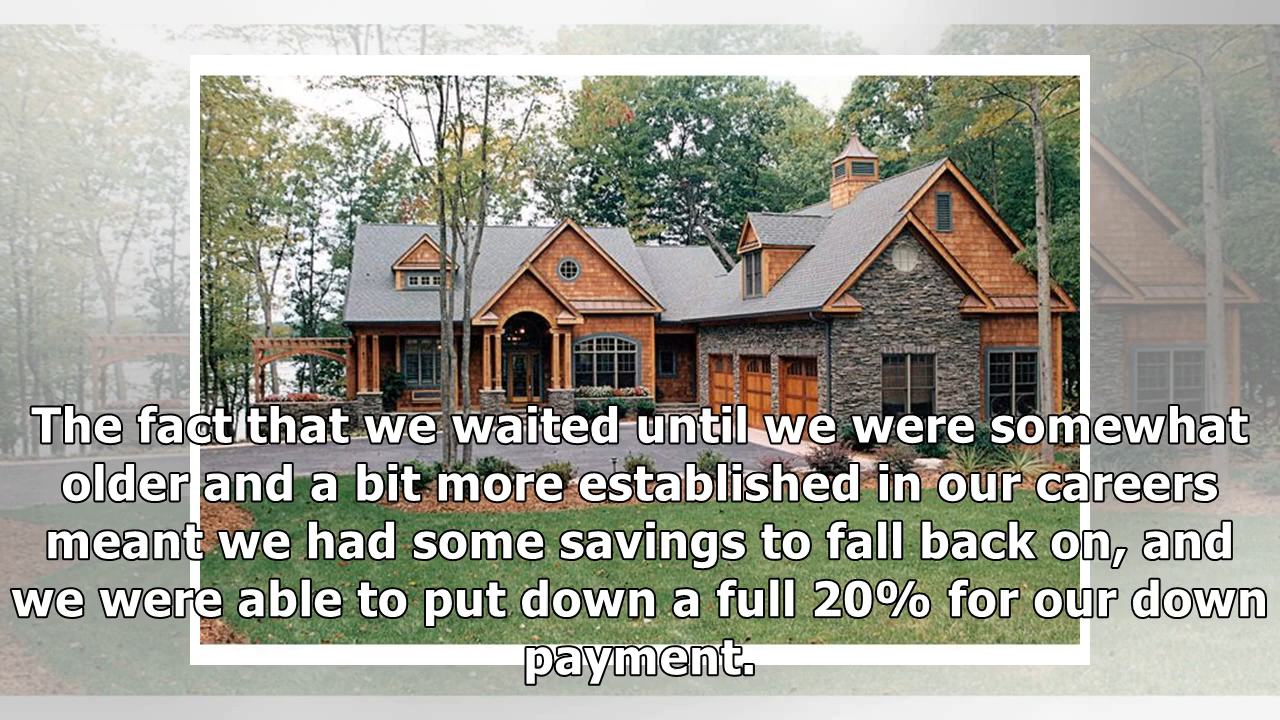 The fact that we waited until we were somewhat
older and a bit more established in our careers
meant we had some savings to fall back on, and
we were able to put down a full 20% for our down
payment.